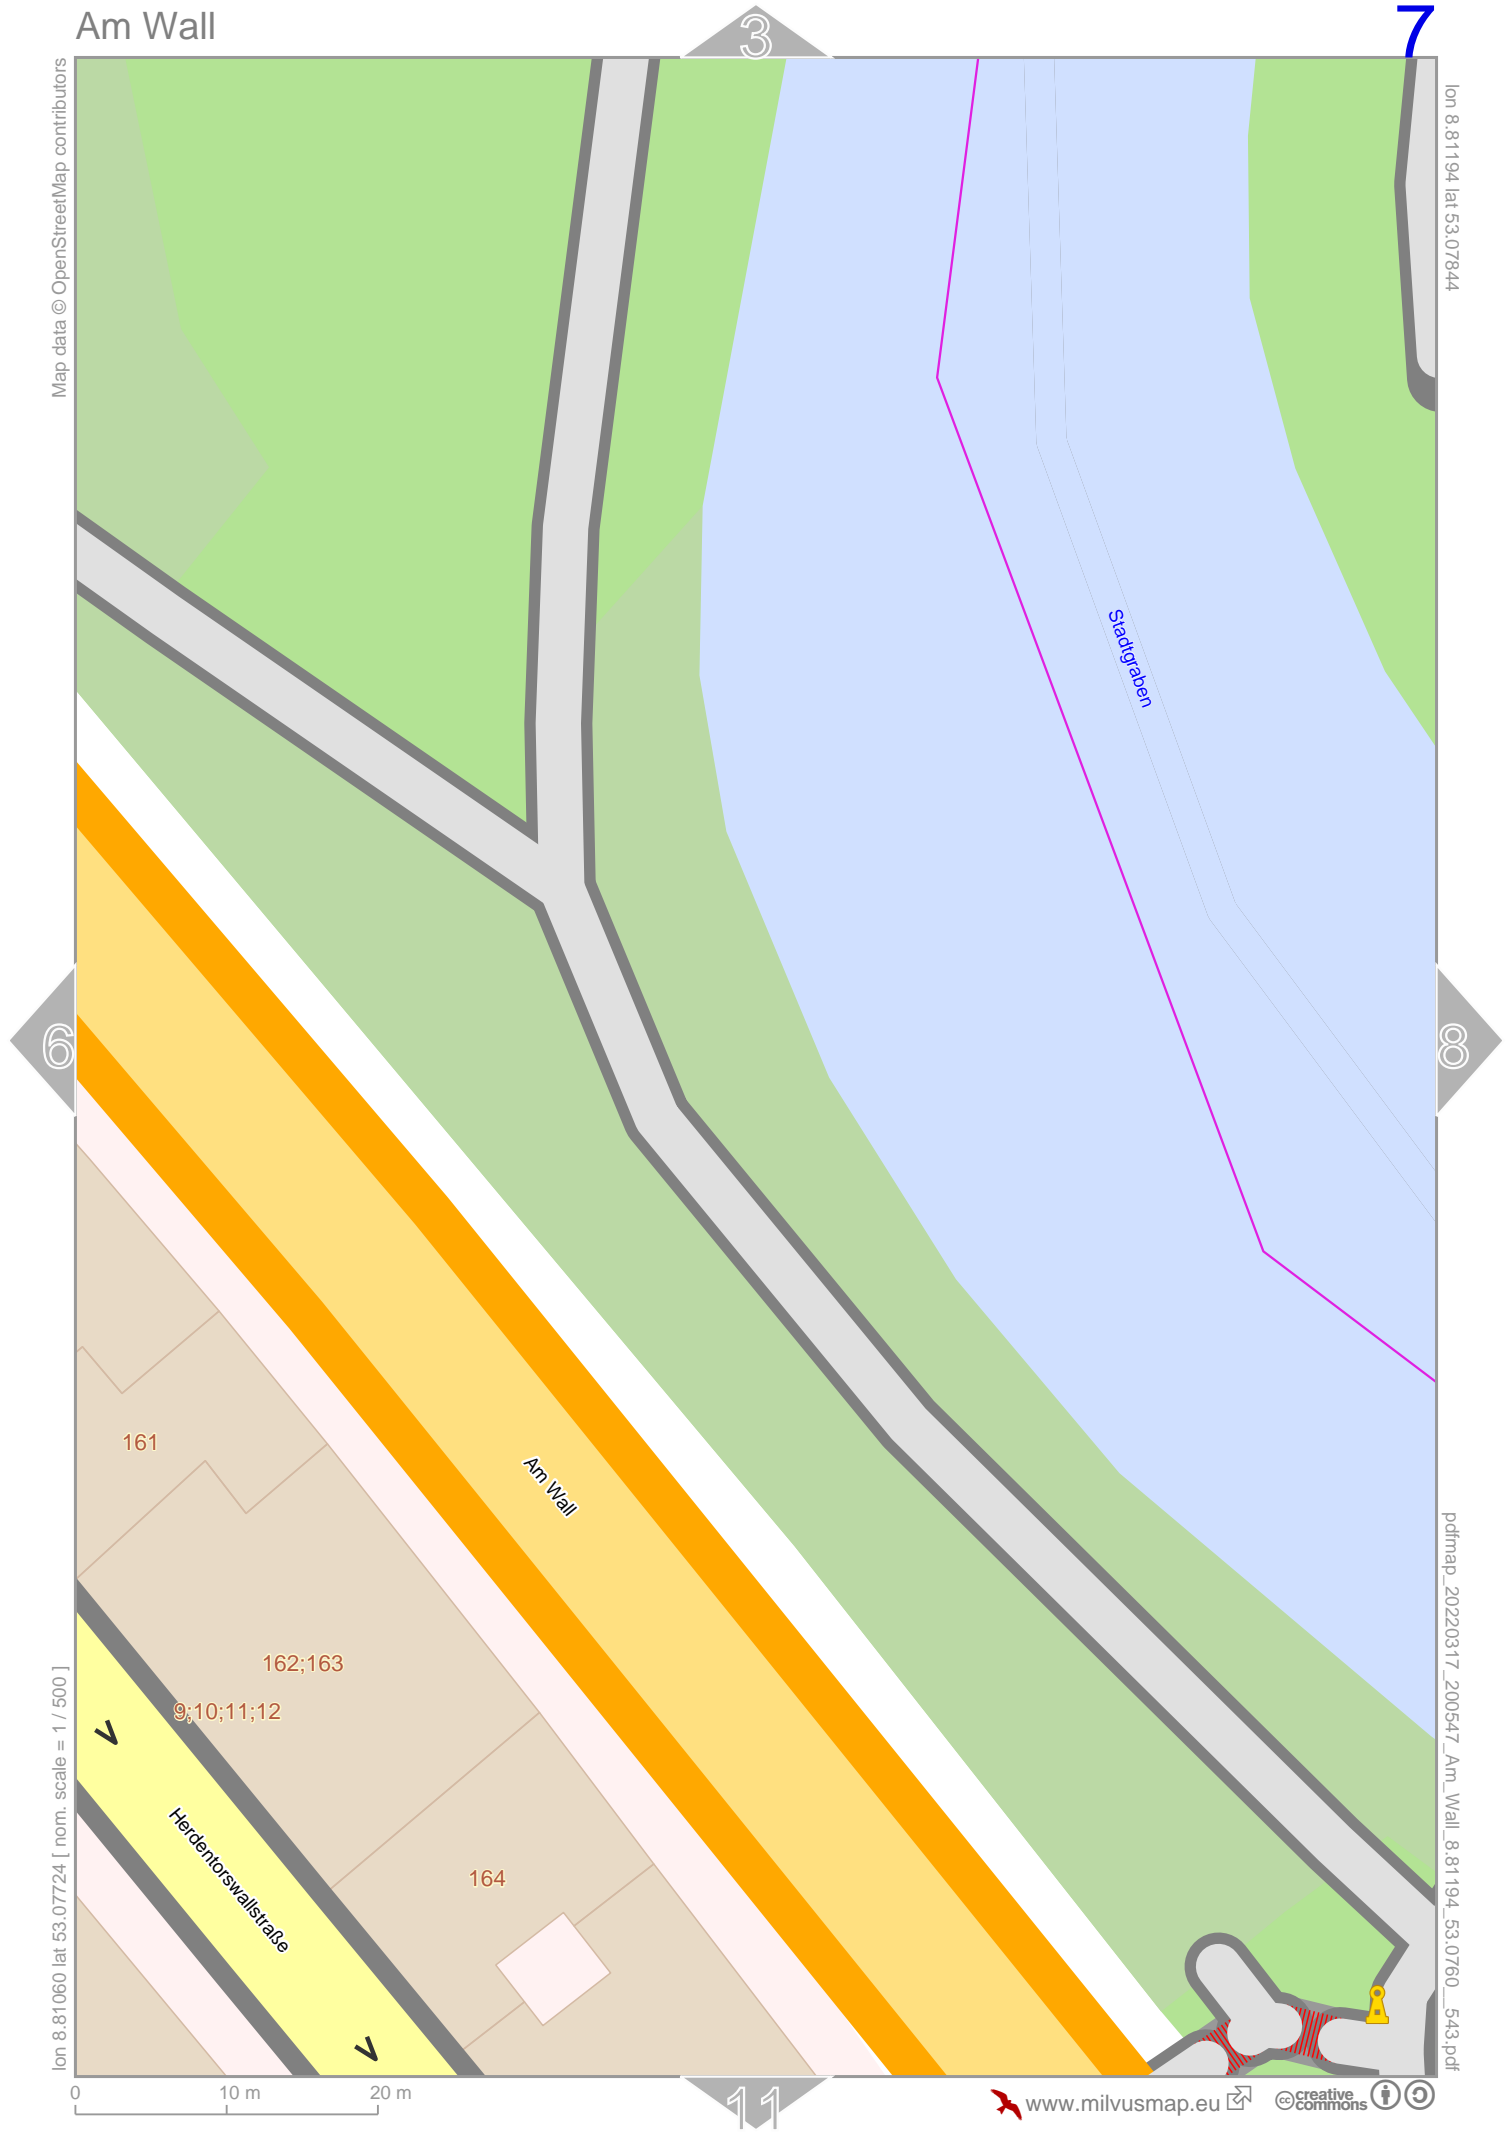 Am Wall
3
7
Map data © OpenStreetMap contributors
lon 8.81194 lat 53.07844
Stadtgraben
6
8
161
Am Wall
162;163
9;10;11;12
Herdentorswallstraße
164
lon 8.81060 lat 53.07724 [ nom. scale = 1 / 500 ]
pdfmap_20220317_200547_Am_Wall_8.81194_53.0760__543.pdf
0
10 m
20 m
11
www.milvusmap.eu
cc creative commons